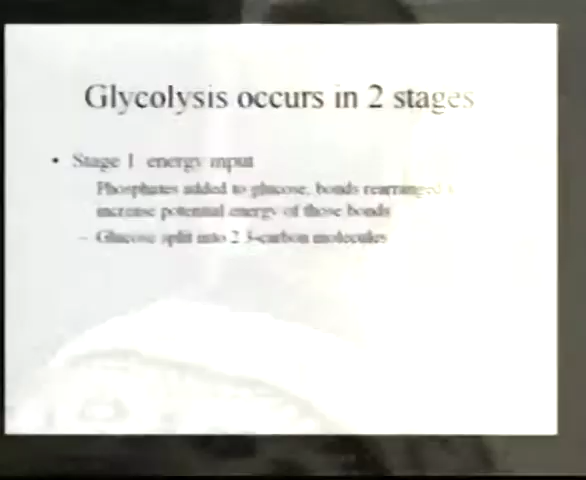 Glycolysis occurs in 2 stages
• Stage 1 energy input
Phosphates added to glucose, bonds rearranged
increase potential energy of those bonds
– Glucose split into 2 3-carbon molecules